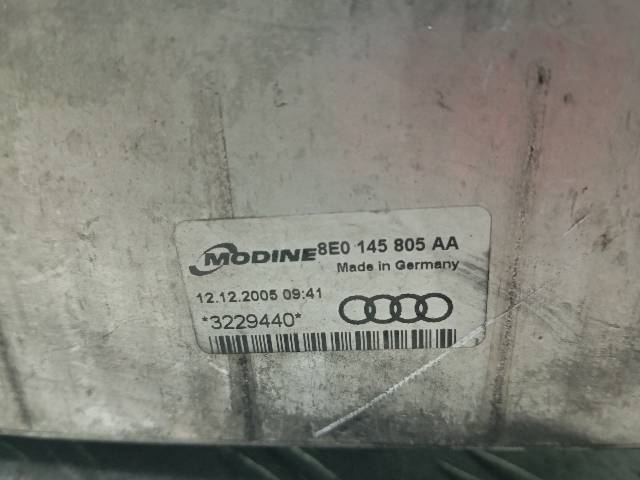 MODINE 8E0 145 805 AA
Made in Germany
12.12.2005 09:41
*3229440*